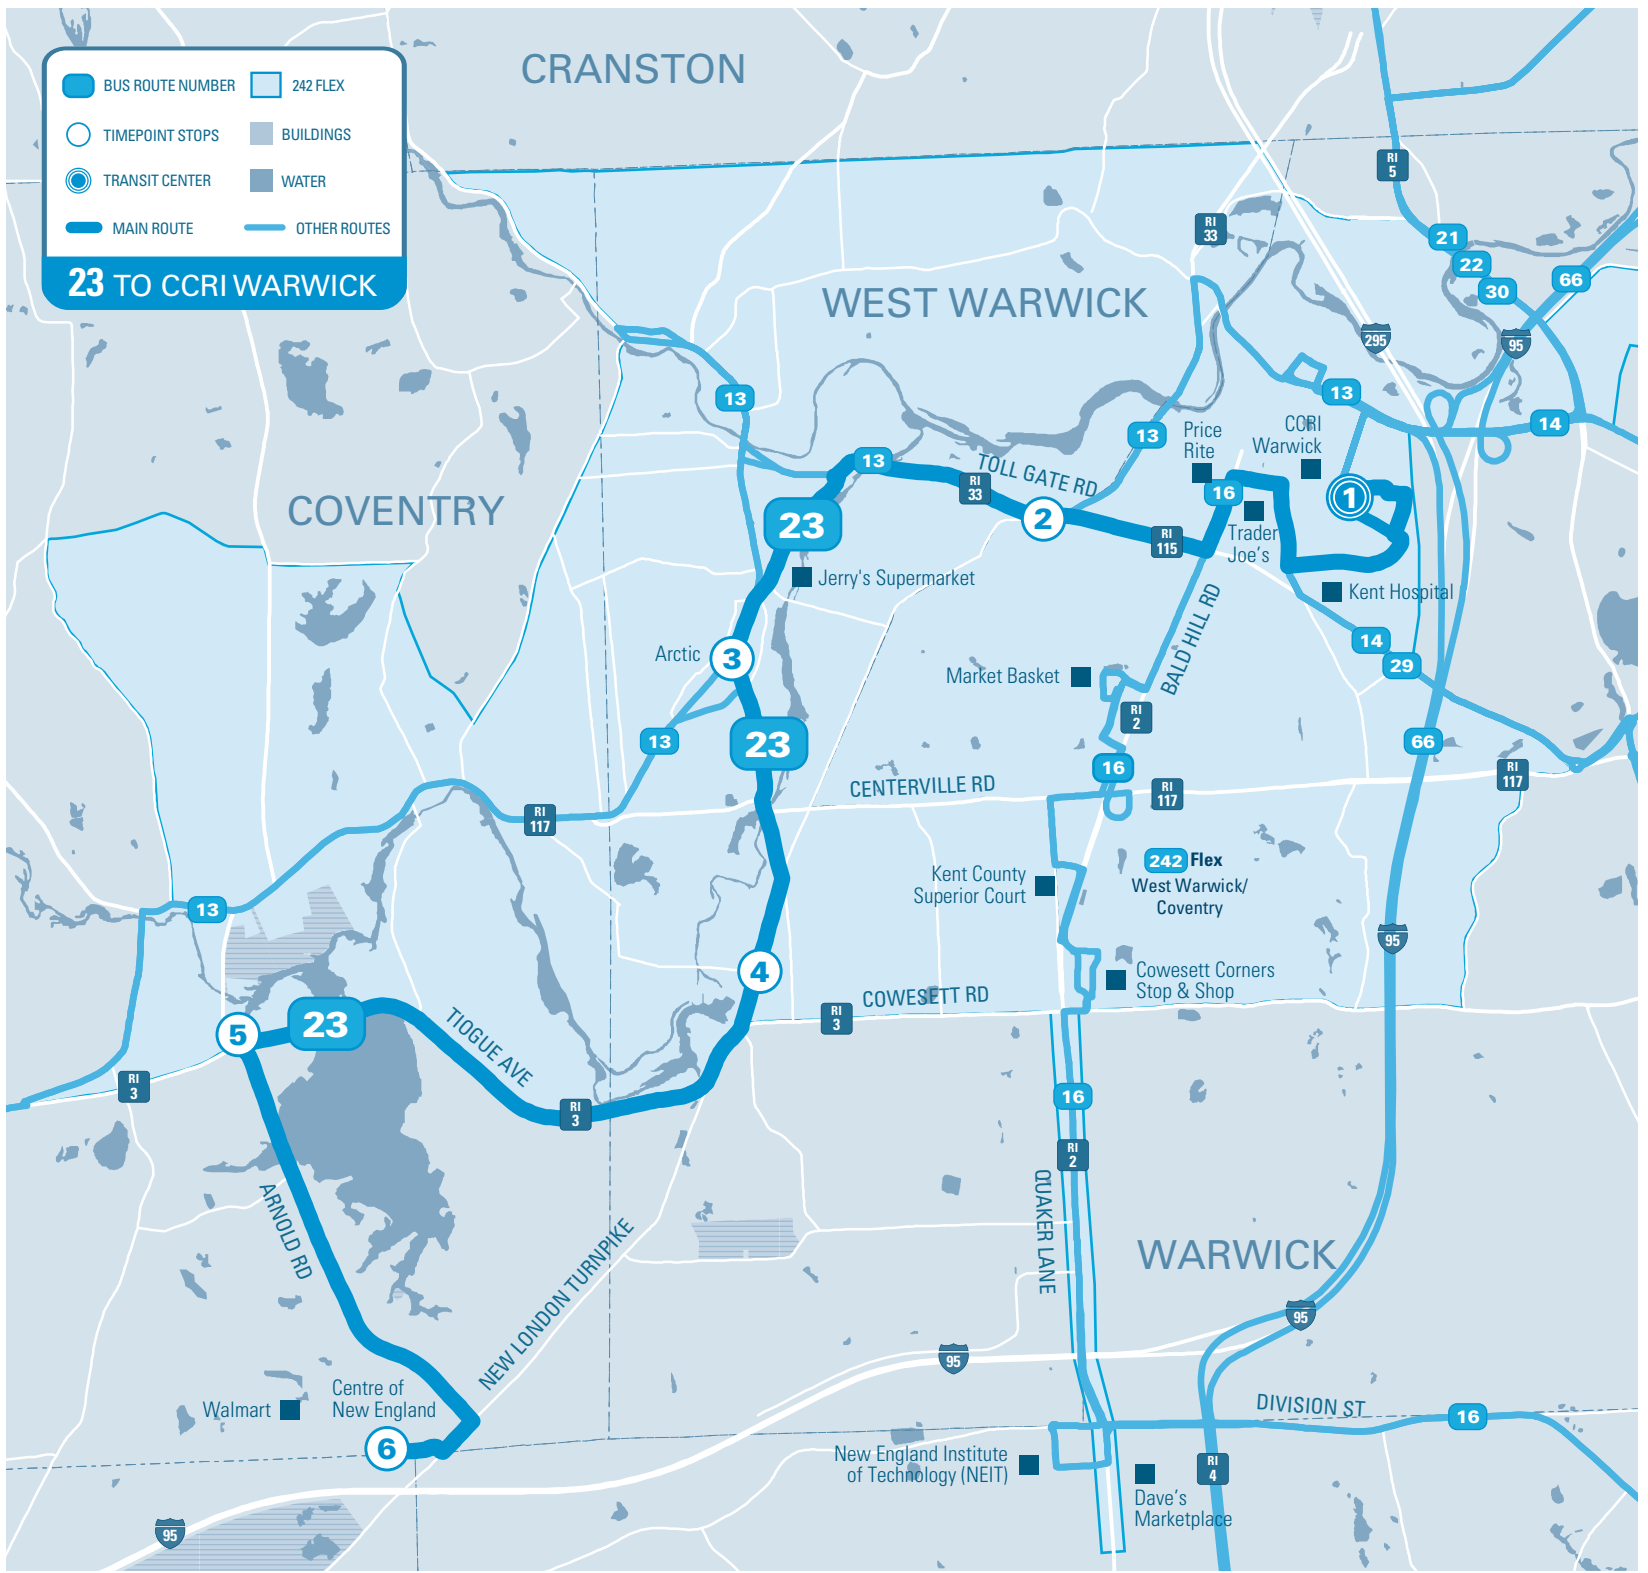 CRANSTON
BUS ROUTE NUMBER
242 FLEX
TIMEPOINT STOPS
BUILDINGS
TRANSIT CENTER
WATER
MAIN ROUTE
OTHER ROUTES
23 TO CCRI WARWICK
RI
5
RI
33
21
22
30
66
WEST WARWICK
295
95
13
13
14
13
Price
Rite
CCRI
Warwick
13
TOLL GATE RD
RI
33
16
1
COVENTRY
23
2
RI
115
Trader
Joe's
Jerry's Supermarket
Kent Hospital
BALD HILL RD
Arctic
3
14
29
Market Basket
RI
2
13
23
66
16
CENTERVILLE RD
RI
117
RI
117
RI
117
242 Flex
West Warwick/
Coventry
Kent County
Superior Court
13
95
4
Cowesett Corners
Stop & Shop
COWESETT RD
RI
3
5
23
TIOGUE AVE
RI
3
RI
3
16
RI
2
QUAKER LANE
ARNOLD RD
NEW LONDON TURNPIKE
WARWICK
95
95
Walmart
Centre of
New England
6
DIVISION ST
16
New England Institute
of Technology (NEIT)
RI
4
Dave's
Marketplace
95